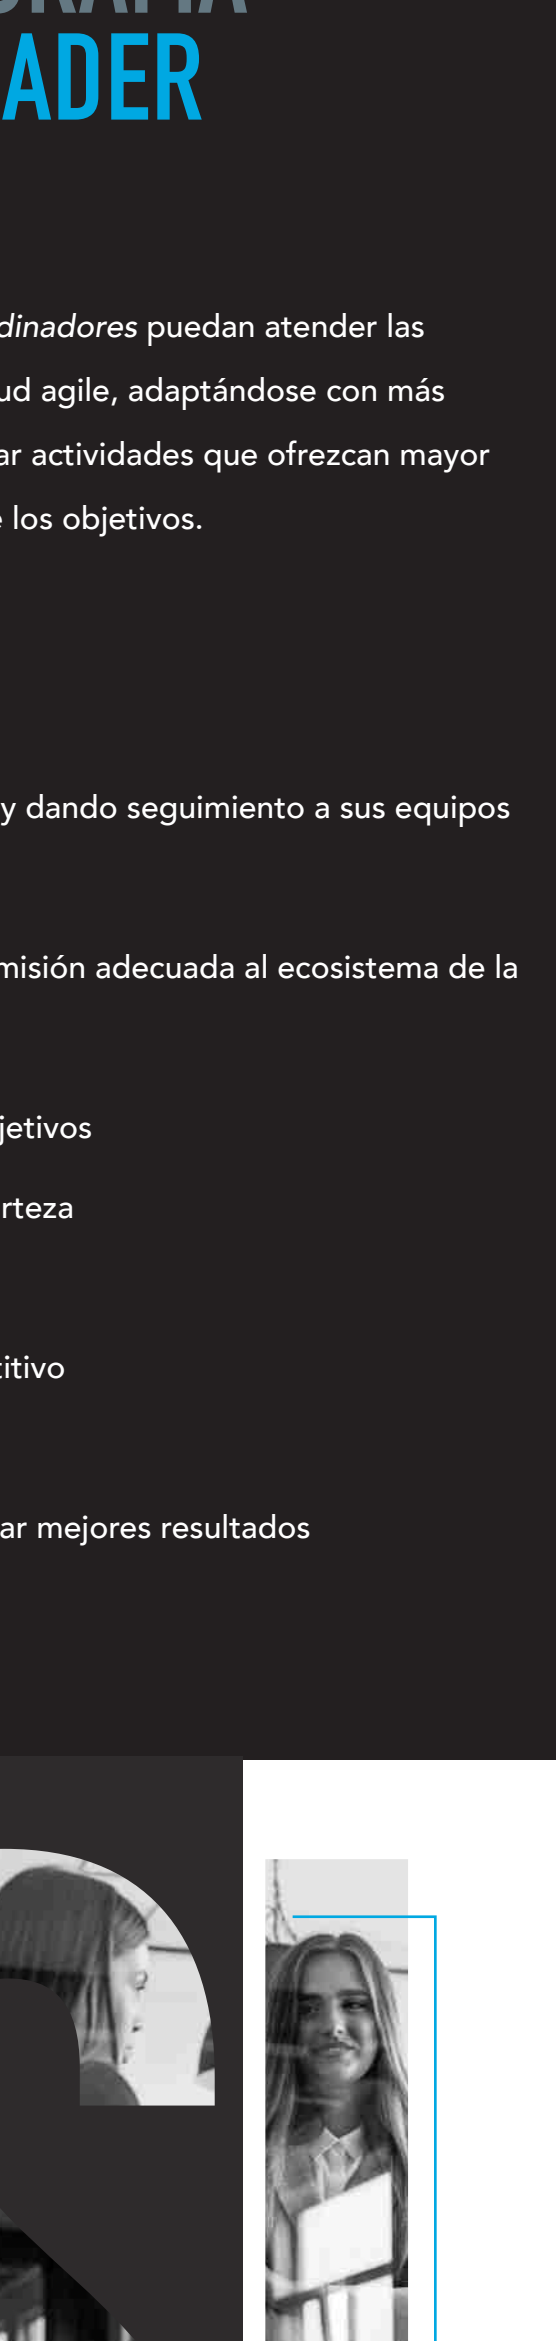 ADER
dinadores puedan atender las
ud agile, adaptándose con más
ar actividades que ofrezcan mayor
los objetivos.
y dando seguimiento a sus equipos
misión adecuada al ecosistema de la
jetivos
rteza
titivo
ar mejores resultados